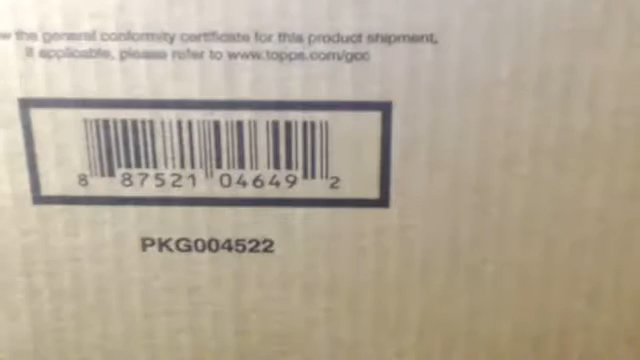 w the general conformity certificate for this product shipment,
if applicable, please refer to www.topps.com/gcc
8 87521 04649 2
PKG004522